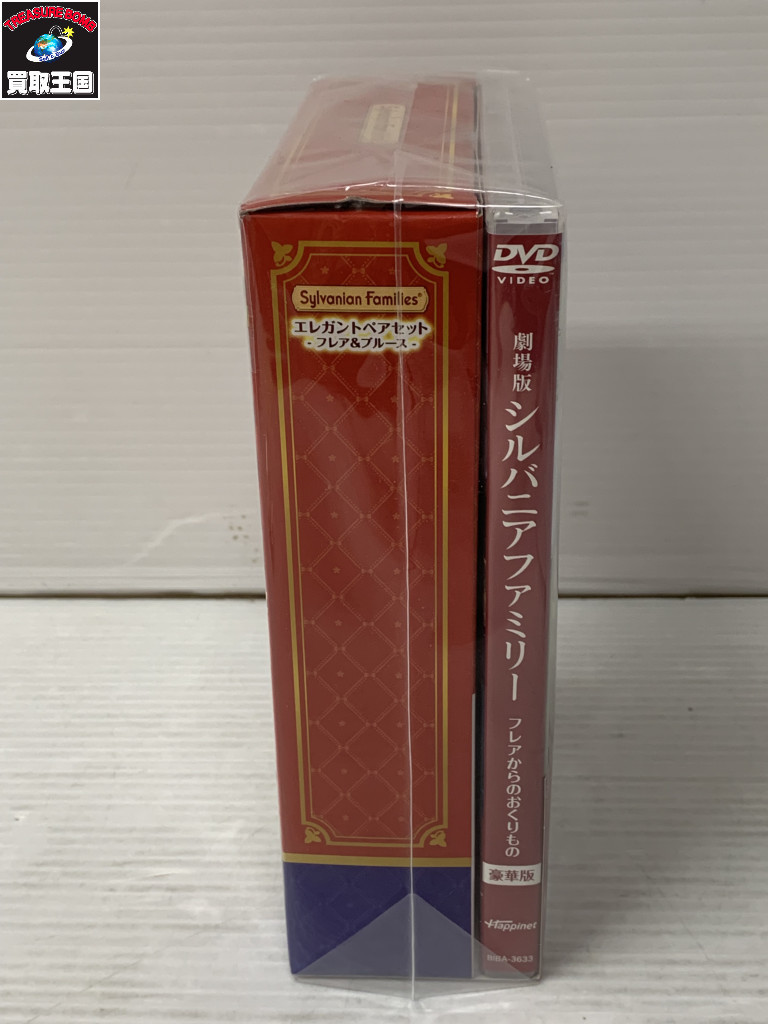 TREASURE BOMB
買取王国
Sylvanian Families®
エレガントペアセット
- フレア&ブルース -
DVD
VIDEO
劇場版
シルバニアファミリー
フレアからのおくりもの
豪華版
Happinet
BIBA-3633